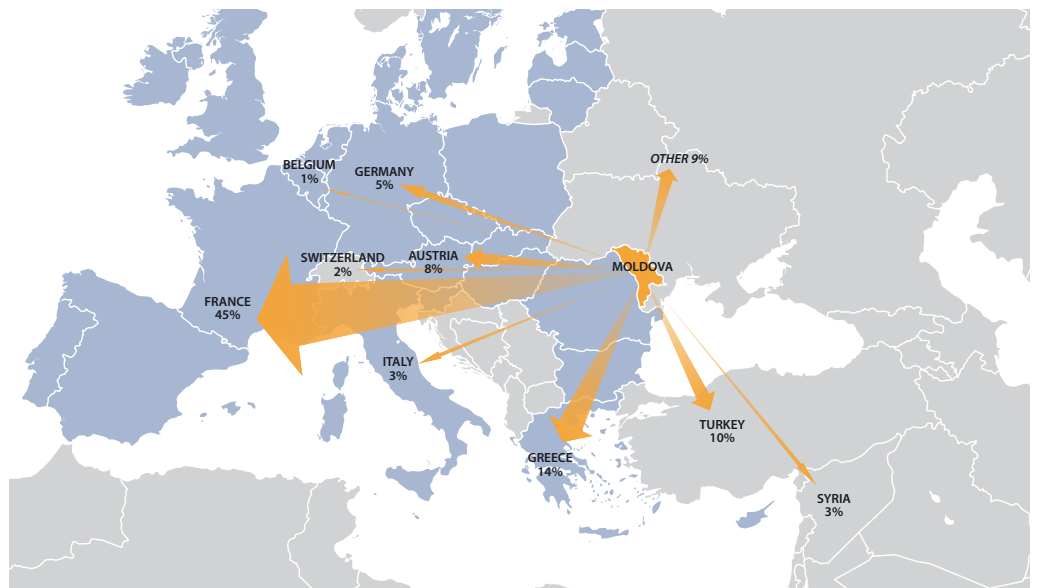 OTHER 9%
BELGIUM
1%
GERMANY
5%
SWITZERLAND
2%
AUSTRIA
8%
MOLDOVA
FRANCE
45%
ITALY
3%
TURKEY
10%
GREECE
14%
SYRIA
3%